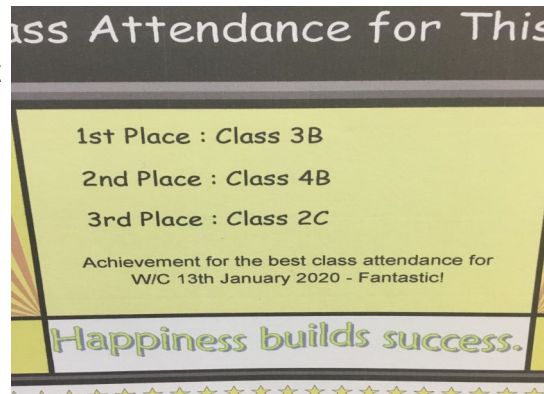 ass Attendance for This
1st Place : Class 3B
2nd Place : Class 4B
3rd Place : Class 2C
Achievement for the best class attendance for
W/C 13th January 2020 - Fantastic!
Happiness builds success.